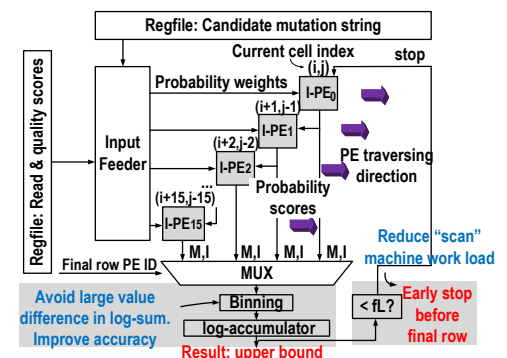 Regfile: Candidate mutation string
Regfile: Read & quality scores
Current cell index
(i,j)
stop
Probability weights
I-PE0
(i+1,j-1)
I-PE1
Input
Feeder
(i+2,j-2)
I-PE2
PE traversing
direction
...
(i+15,j-15)
I-PE15
Probability
scores
M,I
M,I
M,I
M,I
Final row PE ID
MUX
Reduce “scan”
machine work load
Avoid large value
difference in log-sum.
Improve accuracy
Binning
log-accumulator
< fL?
Early stop
before
final row
Result: upper bound